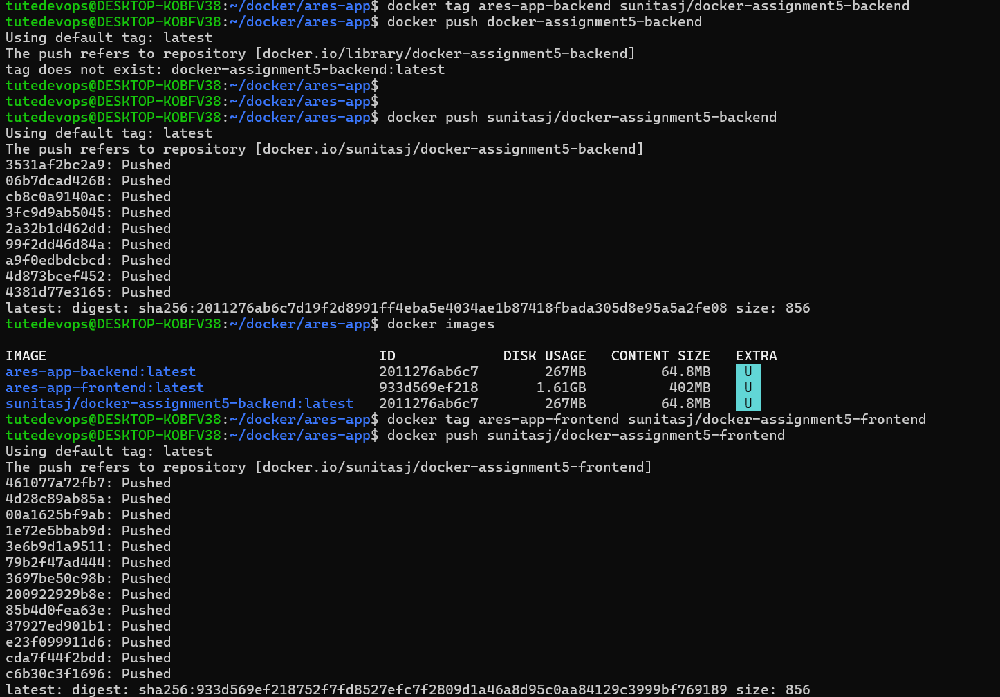 tutedevops@DESKTOP-KOBFV38:~/docker/ares-app$ docker tag ares-app-backend sunitasj/docker-assignment5-backend
tutedevops@DESKTOP-KOBFV38:~/docker/ares-app$ docker push docker-assignment5-backend
Using default tag: latest
The push refers to repository [docker.io/library/docker-assignment5-backend]
tag does not exist: docker-assignment5-backend:latest
tutedevops@DESKTOP-KOBFV38:~/docker/ares-app$
tutedevops@DESKTOP-KOBFV38:~/docker/ares-app$
tutedevops@DESKTOP-KOBFV38:~/docker/ares-app$ docker push sunitasj/docker-assignment5-backend
Using default tag: latest
The push refers to repository [docker.io/sunitasj/docker-assignment5-backend]
3531af2bc2a9: Pushed
06b7dcad4268: Pushed
cb8c0a9140ac: Pushed
3fc9d9ab5045: Pushed
2a32b1d462dd: Pushed
99f2dd46d84a: Pushed
a9f0edbdcbcd: Pushed
4d873bcef452: Pushed
4381d77e3165: Pushed
latest: digest: sha256:2011276ab6c7d19f2d8991ff4eba5e4034ae1b87418fbada305d8e95a5a2fe08 size: 856
tutedevops@DESKTOP-KOBFV38:~/docker/ares-app$ docker images
IMAGE ID DISK USAGE CONTENT SIZE EXTRA
ares-app-backend:latest 2011276ab6c7 267MB 64.8MB U
ares-app-frontend:latest 933d569ef218 1.61GB 402MB U
sunitasj/docker-assignment5-backend:latest 2011276ab6c7 267MB 64.8MB U
tutedevops@DESKTOP-KOBFV38:~/docker/ares-app$ docker tag ares-app-frontend sunitasj/docker-assignment5-frontend
tutedevops@DESKTOP-KOBFV38:~/docker/ares-app$ docker push sunitasj/docker-assignment5-frontend
Using default tag: latest
The push refers to repository [docker.io/sunitasj/docker-assignment5-frontend]
461077a72fb7: Pushed
4d28c89ab85a: Pushed
00a1625bf9ab: Pushed
1e72e5bbab9d: Pushed
3e6b9d1a9511: Pushed
79b2f47ad444: Pushed
3697be50c98b: Pushed
200922929b8e: Pushed
85b4d0fea63e: Pushed
37927ed901b1: Pushed
e23f099911d6: Pushed
cda7f44f2bdd: Pushed
c6b30c3f1696: Pushed
latest: digest: sha256:933d569ef218752f7fd8527efc7f2809d1a46a8d95c0aa84129c3999bf769189 size: 856